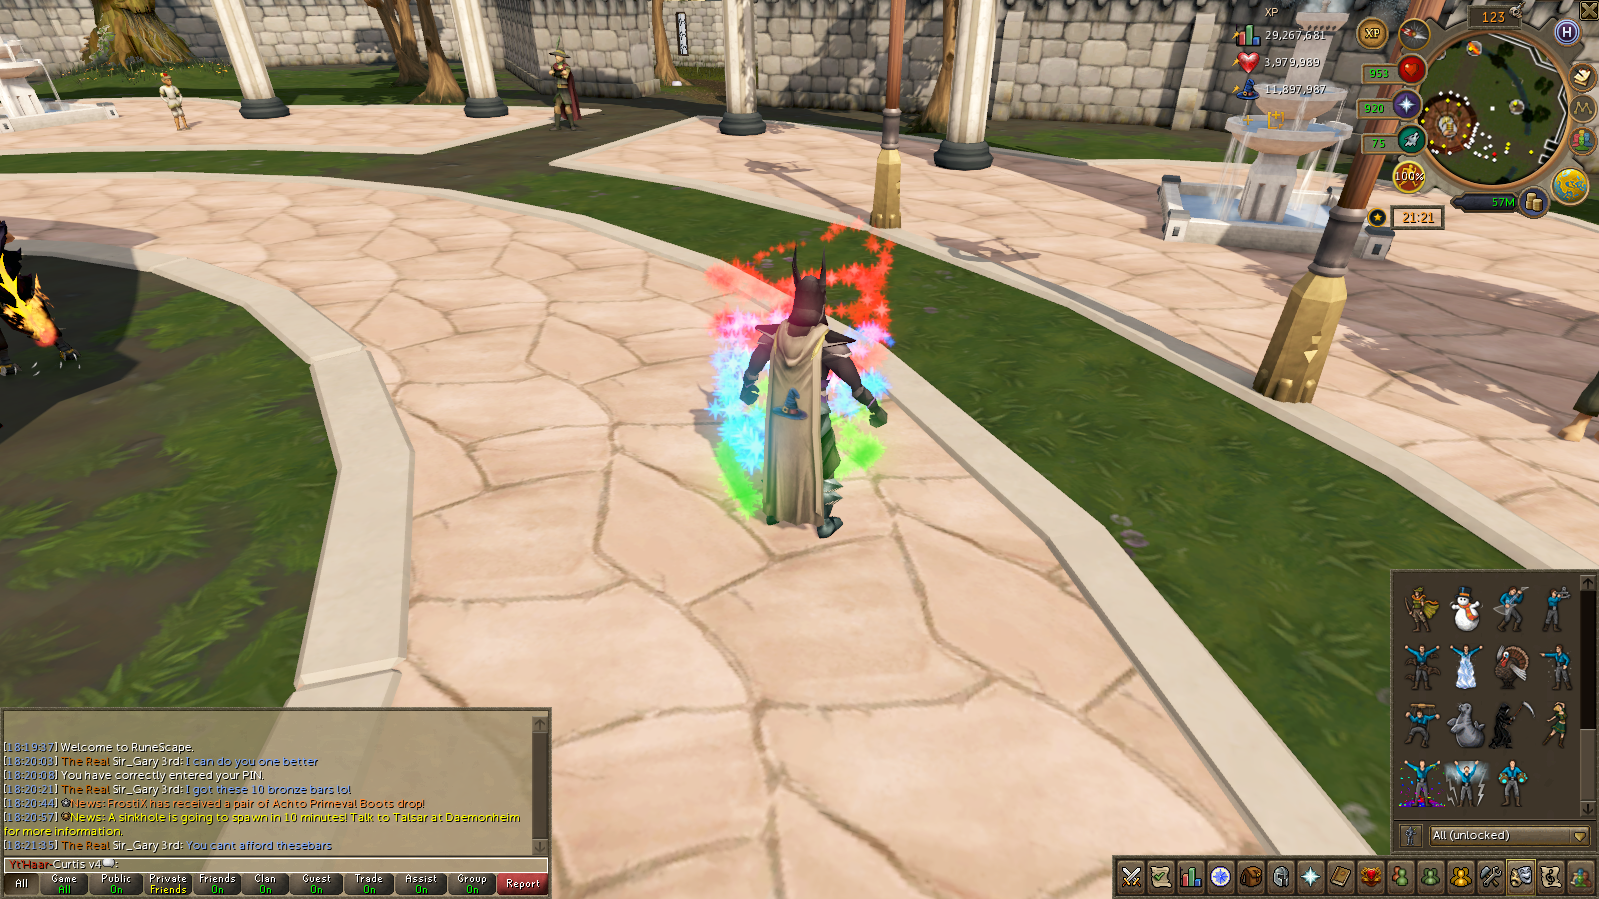 XP
29,267,681
3,979,989
11,897,987
123
H
XP
953
920
75
100%
57M
21:21
[18:19:37] Welcome to RuneScape.
[18:20:03] The Real Sir_Gary 3rd: I can do you one better
[18:20:08] You have correctly entered your PIN.
[18:20:21] The Real Sir_Gary 3rd: I got these 10 bronze bars lol
[18:20:44] News: FrostiX has received a pair of Achto Primeval Boots drop!
[18:20:57] News: A sinkhole is going to spawn in 10 minutes! Talk to Talsar at Daemonheim
for more information.
[18:21:35] The Real Sir_Gary 3rd: You cant afford thesebars
Yt'Haar-Curtis v4:
All
Game All
Public On
Private Friends
Friends On
Clan On
Guest On
Trade On
Assist On
Group On
Report
All (unlocked)